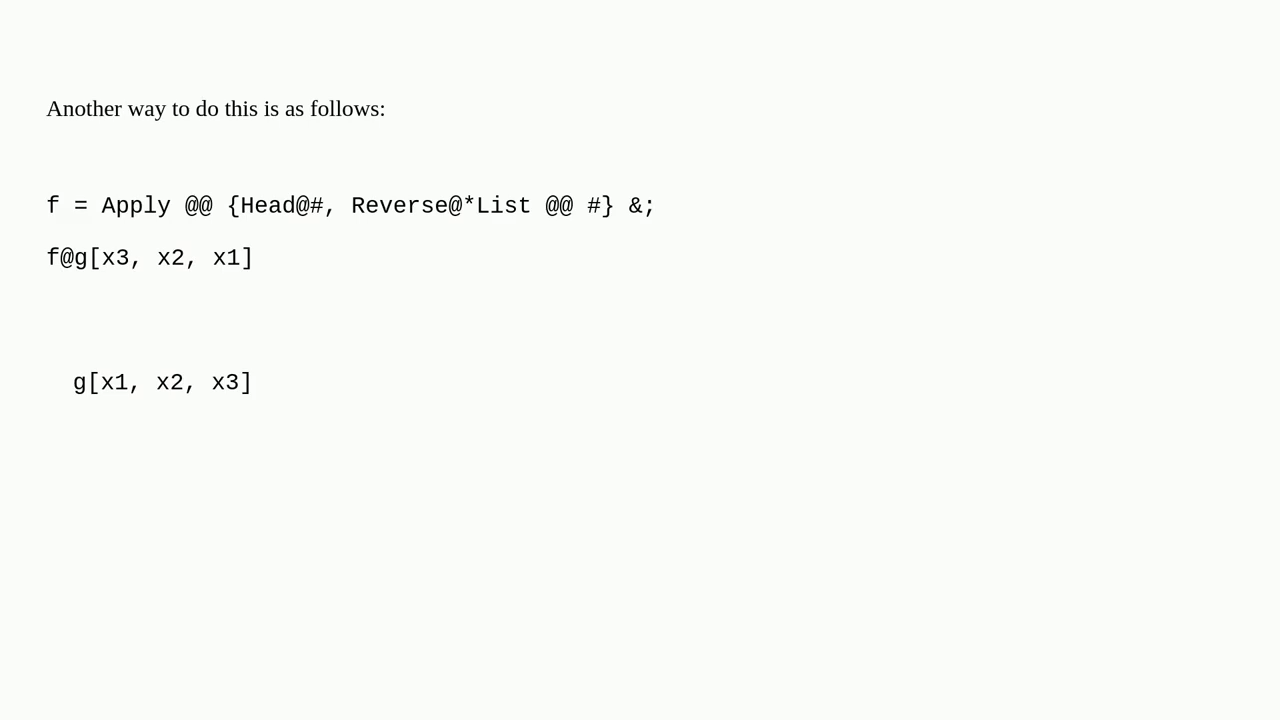 Another way to do this is as follows:
f = Apply @@ {Head@#, Reverse@*List @@ #} &;
f@g[x3, x2, x1]
g[x1, x2, x3]